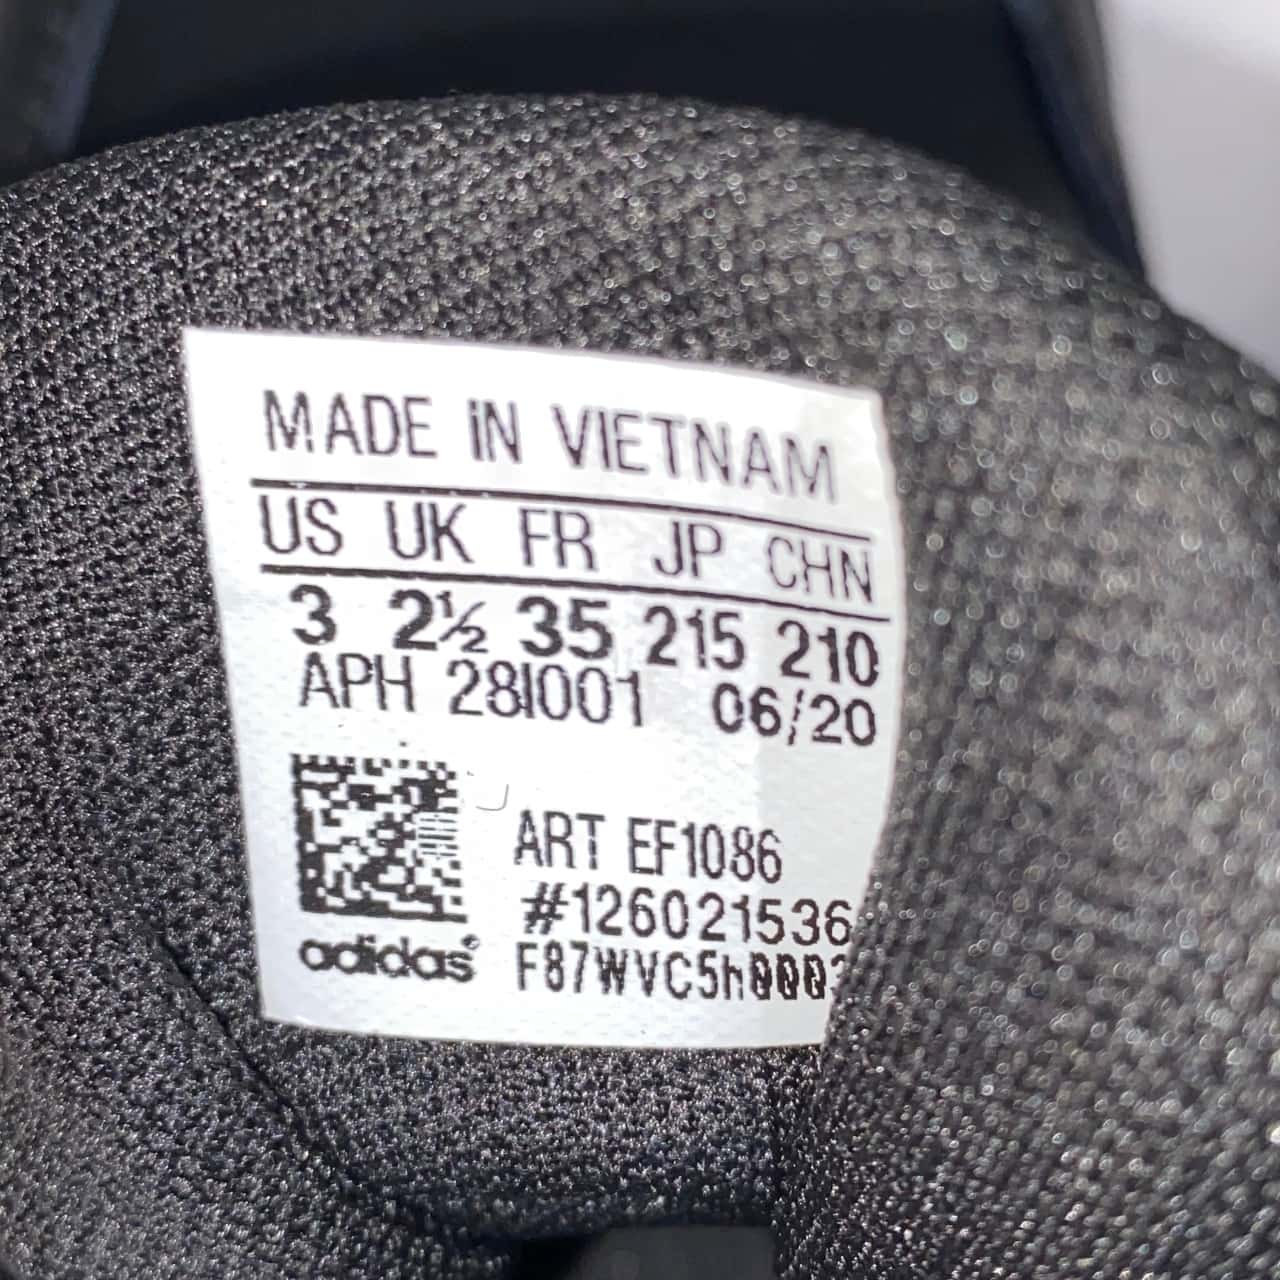 MADE iN VIETNAM
US UK FR JP CHN
3 2½ 35 215 210
APH 28I001 06/20
ART EF1086
#126021536
adidas®
F87WVC5h000